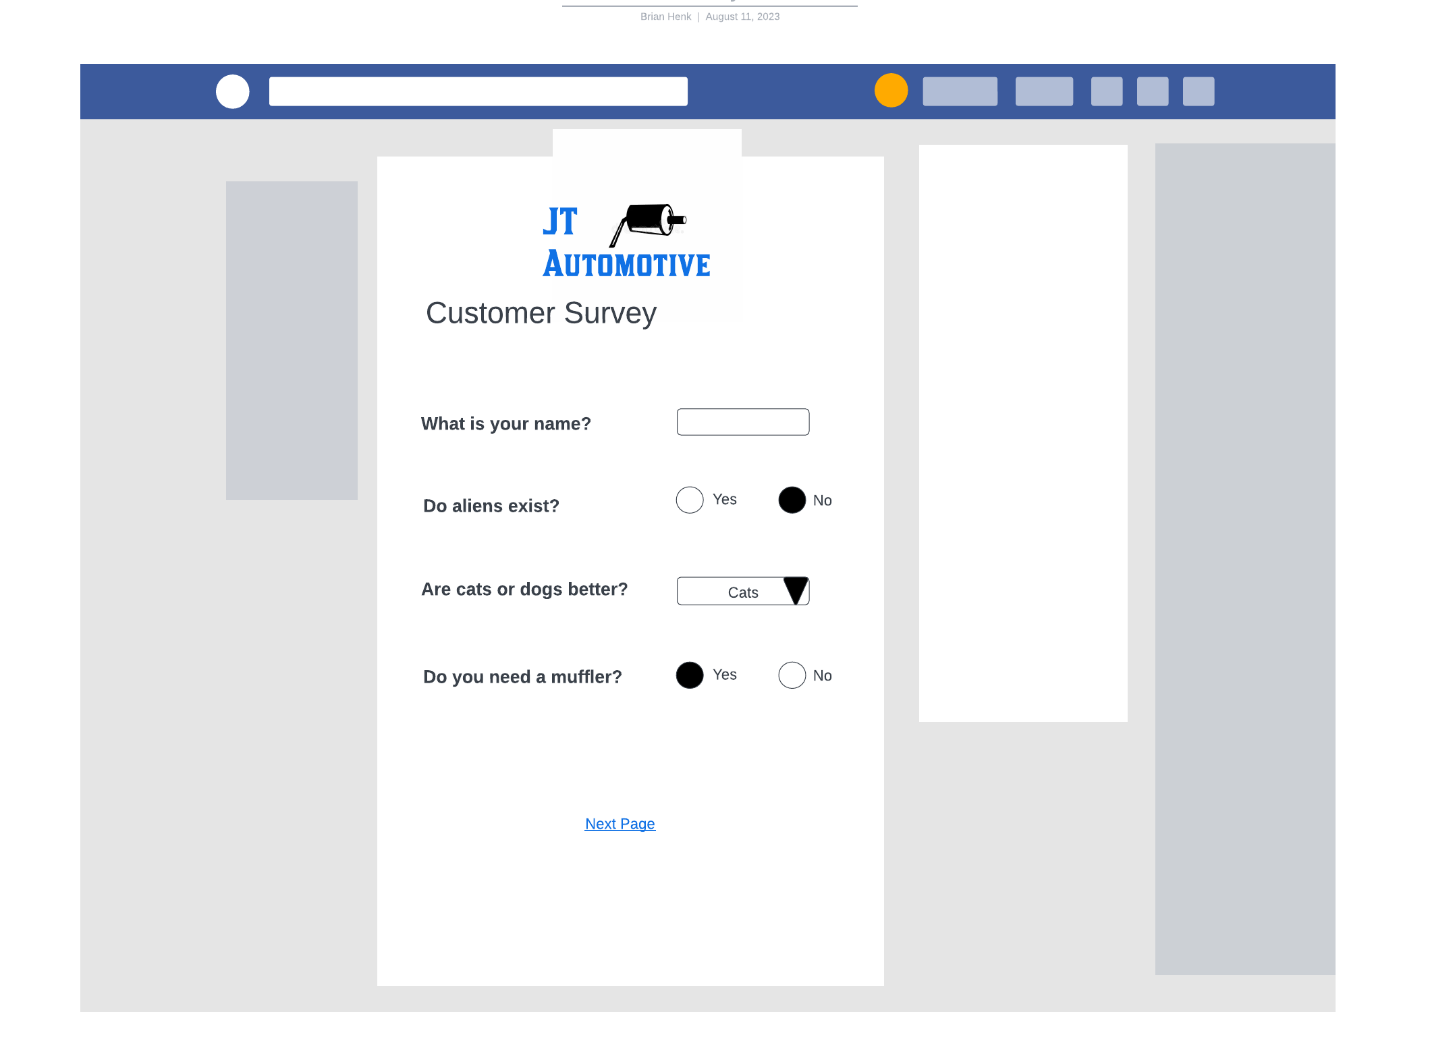 Brian Henk | August 11, 2023
JT
AUTOMOTIVE
Customer Survey
What is your name?
Do aliens exist? Yes No
Are cats or dogs better? Cats
Do you need a muffler? Yes No
Next Page